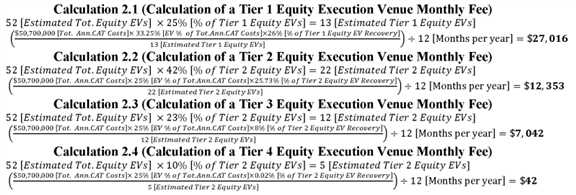 Calculation 2.1 (Calculation of a Tier 1 Equity Execution Venue Monthly Fee)
52 [Estimated Tot. Equity EVs] × 25% [% of Tier 1 Equity EVs] = 13 [Estimated Tier 1 Equity EVs]
($50,700,000 [Tot. Ann.CAT Costs]× 33.25% [EV % of Tot.Ann.CAT Costs]×26% [% of Tier 1 Equity EV Recovery] / 13 [Estimated Tier 1 Equity EVs]) ÷ 12 [Months per year] = $27,016
Calculation 2.2 (Calculation of a Tier 2 Equity Execution Venue Monthly Fee)
52 [Estimated Tot. Equity EVs] × 42% [% of Tier 2 Equity EVs] = 22 [Estimated Tier 2 Equity EVs]
($50,700,000 [Tot. Ann.CAT Costs]× 25% [EV % of Tot.Ann.CAT Costs]×25.73% [% of Tier 2 Equity EV Recovery] / 22 [Estimated Tier 2 Equity EVs]) ÷ 12 [Months per year] = $12,353
Calculation 2.3 (Calculation of a Tier 3 Equity Execution Venue Monthly Fee)
52 [Estimated Tot. Equity EVs] × 23% [% of Tier 2 Equity EVs] = 12 [Estimated Tier 2 Equity EVs]
($50,700,000 [Tot. Ann.CAT Costs]× 25% [EV % of Tot.Ann.CAT Costs]×8% [% of Tier 2 Equity EV Recovery] / 12 [Estimated Tier 2 Equity EVs]) ÷ 12 [Months per year] = $7,042
Calculation 2.4 (Calculation of a Tier 4 Equity Execution Venue Monthly Fee)
52 [Estimated Tot. Equity EVs] × 10% [% of Tier 2 Equity EVs] = 5 [Estimated Tier 2 Equity EVs]
($50,700,000 [Tot. Ann.CAT Costs]× 25% [EV % of Tot.Ann.CAT Costs]×0.02% [% of Tier 2 Equity EV Recovery] / 5 [Estimated Tier 2 Equity EVs]) ÷ 12 [Months per year] = $42